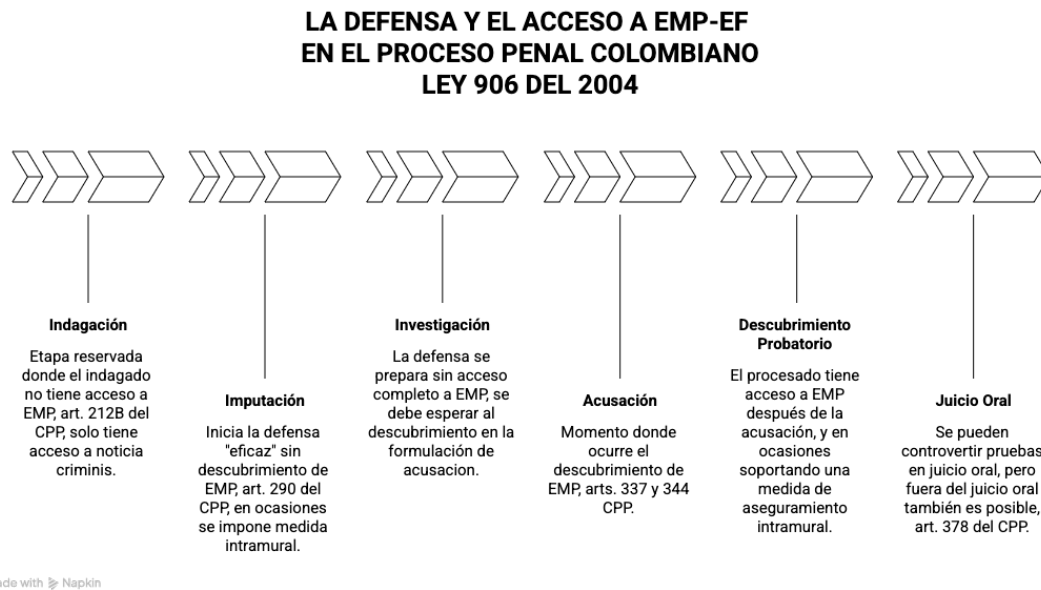 LA DEFENSA Y EL ACCESO A EMP-EF
EN EL PROCESO PENAL COLOMBIANO
LEY 906 DEL 2004
Indagación
Etapa reservada
donde el indagado
no tiene acceso a
EMP, art. 212B del
CPP, solo tiene
acceso a noticia
criminis.
Imputación
Inicia la defensa
"eficaz" sin
descubrimiento de
EMP, art. 290 del
CPP, en ocasiones
se impone medida
intramural.
Investigación
La defensa se
prepara sin acceso
completo a EMP, se
debe esperar al
descubrimiento en la
formulación de
acusacion.
Acusación
Momento donde
ocurre el
descubrimiento de
EMP, arts. 337 y 344
CPP.
Descubrimiento
Probatorio
El procesado tiene
acceso a EMP
después de la
acusación, y en
ocasiones
soportando una
medida de
aseguramiento
intramural.
Juicio Oral
Se pueden
controvertir pruebas
en juicio oral, pero
fuera del juicio oral
también es posible,
art. 378 del CPP.
ade with Napkin